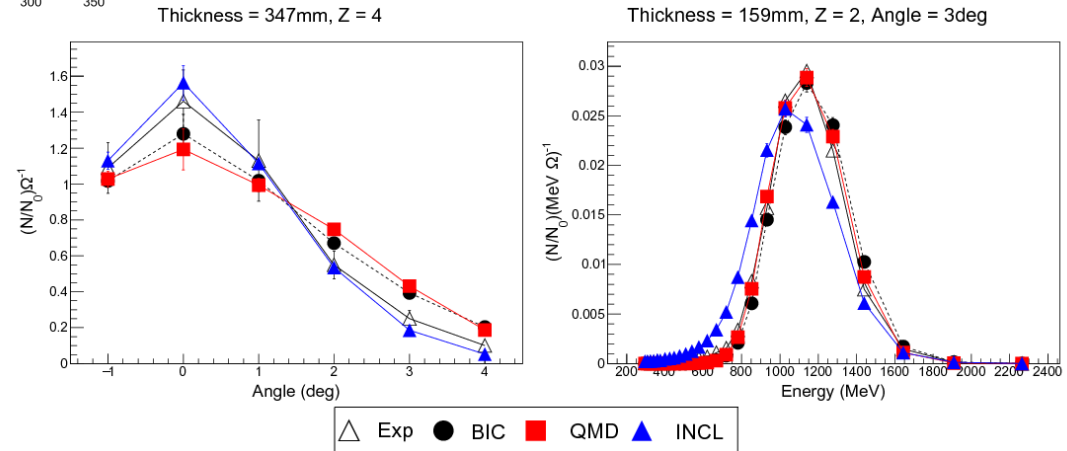 300 350
Thickness = 347mm, Z = 4
(N/N0)Ω-1
1.6
1.4
1.2
1
0.8
0.6
0.4
0.2
0
−1 0 1 2 3 4
Angle (deg)
Thickness = 159mm, Z = 2, Angle = 3deg
(N/N0)(MeV Ω)-1
0.03
0.025
0.02
0.015
0.01
0.005
0
200 400 600 800 1000 1200 1400 1600 1800 2000 2200 2400
Energy (MeV)
Exp BIC QMD INCL